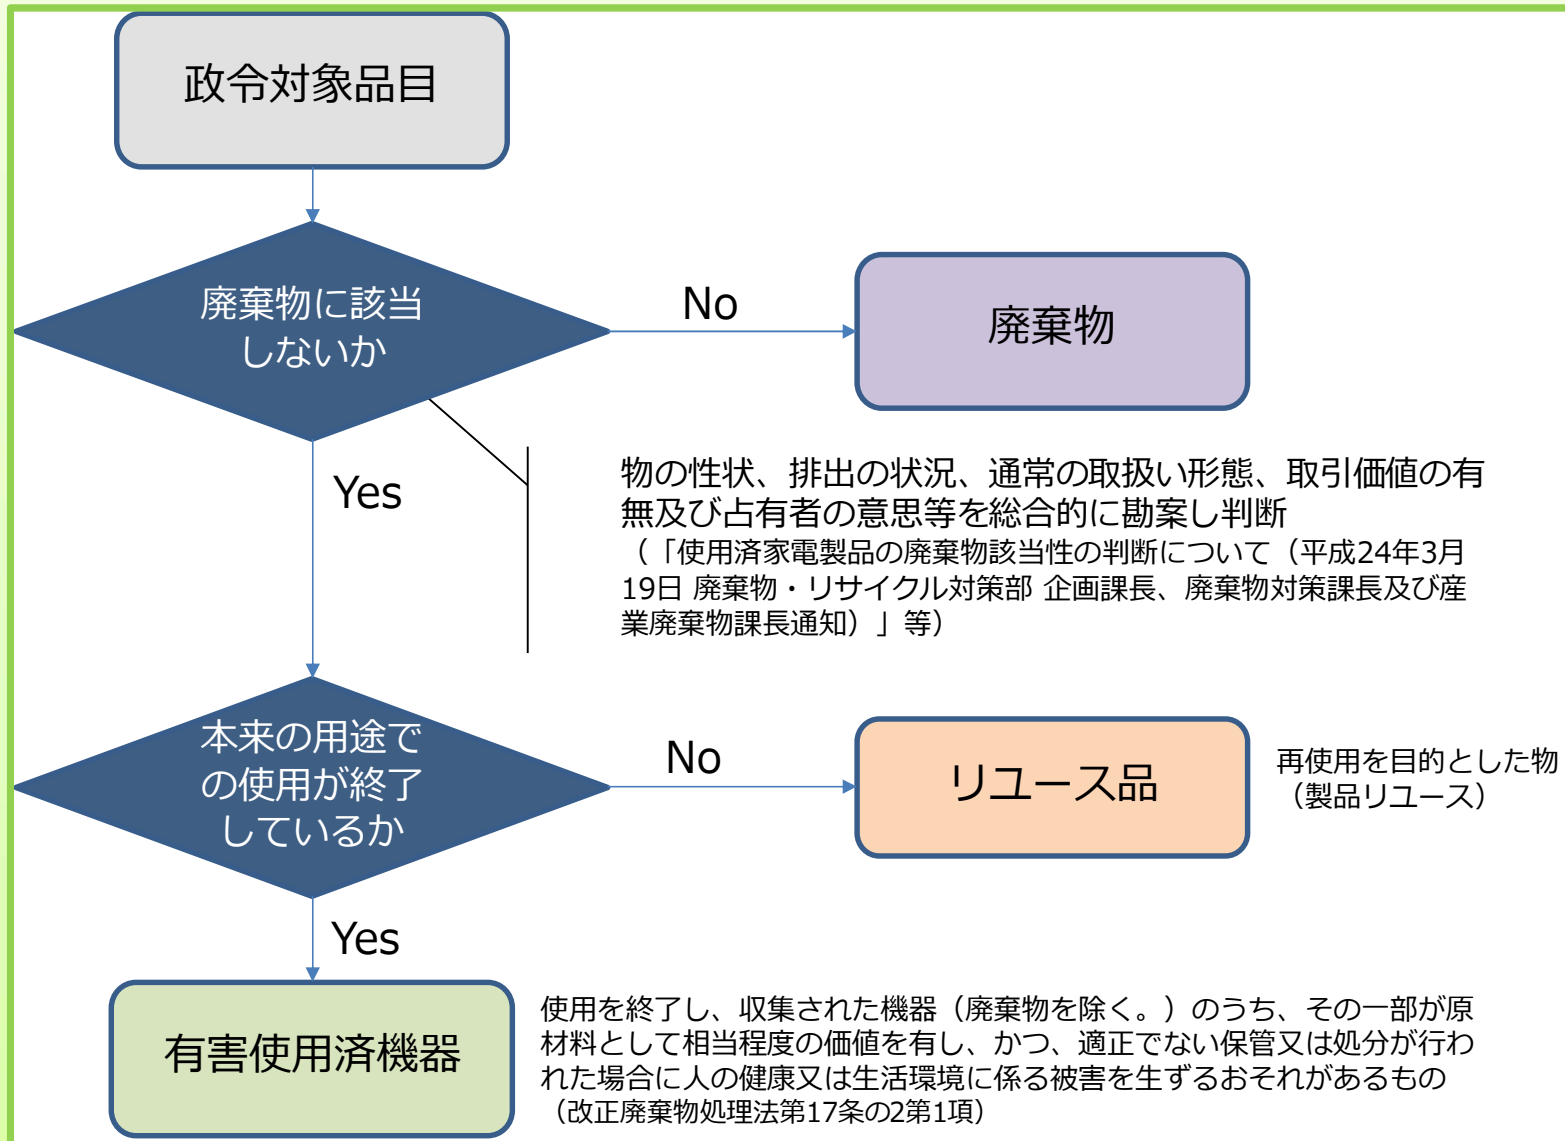 政令対象品目
廃棄物に該当
しないか
No
廃棄物
Yes
物の性状、排出の状況、通常の取扱い形態、取引価値の有
無及び占有者の意思等を総合的に勘案し判断
（「使用済家電製品の廃棄物該当性の判断について（平成24年3月
19日 廃棄物・リサイクル対策部 企画課長、廃棄物対策課長及び産
業廃棄物課長通知）」等）
本来の用途で
の使用が終了
しているか
No
リユース品
再使用を目的とした物
（製品リユース）
Yes
有害使用済機器
使用を終了し、収集された機器（廃棄物を除く。）のうち、その一部が原
材料として相当程度の価値を有し、かつ、適正でない保管又は処分が行わ
れた場合に人の健康又は生活環境に係る被害を生ずるおそれがあるもの
（改正廃棄物処理法第17条の2第1項）